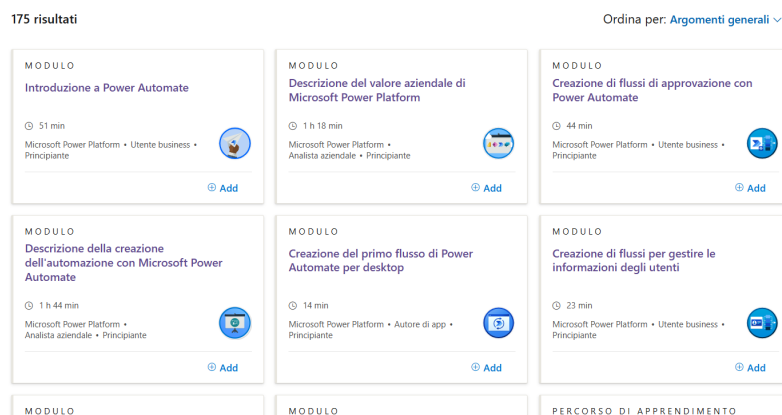 175 risultati
Ordina per: Argomenti generali
MODULO
Introduzione a Power Automate
51 min
Microsoft Power Platform • Utente business •
Principiante
Add
MODULO
Descrizione del valore aziendale di
Microsoft Power Platform
1 h 18 min
Microsoft Power Platform •
Analista aziendale • Principiante
Add
MODULO
Creazione di flussi di approvazione con
Power Automate
44 min
Microsoft Power Platform • Utente business •
Principiante
Add
MODULO
Descrizione della creazione
dell'automazione con Microsoft Power
Automate
1 h 44 min
Microsoft Power Platform •
Analista aziendale • Principiante
Add
MODULO
Creazione del primo flusso di Power
Automate per desktop
14 min
Microsoft Power Platform • Autore di app •
Principiante
Add
MODULO
Creazione di flussi per gestire le
informazioni degli utenti
23 min
Microsoft Power Platform • Utente business •
Principiante
Add
MODULO
MODULO
PERCORSO DI APPRENDIMENTO